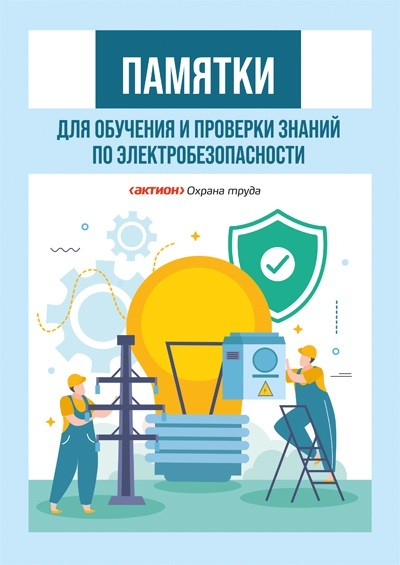 ПАМЯТКИ
ДЛЯ ОБУЧЕНИЯ И ПРОВЕРКИ ЗНАНИЙ
ПО ЭЛЕКТРОБЕЗОПАСНОСТИ
‹АКТИОН› Охрана труда